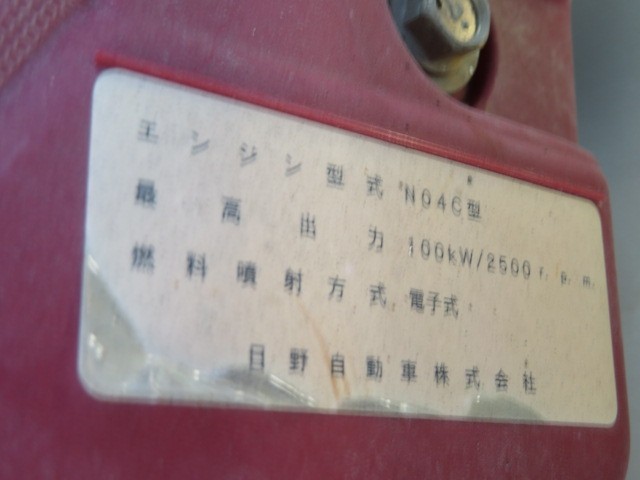 エンジン型式 N04C型
最高出力 100kW/2500r.p.m.
燃料噴射方式 電子式
日野自動車株式会社